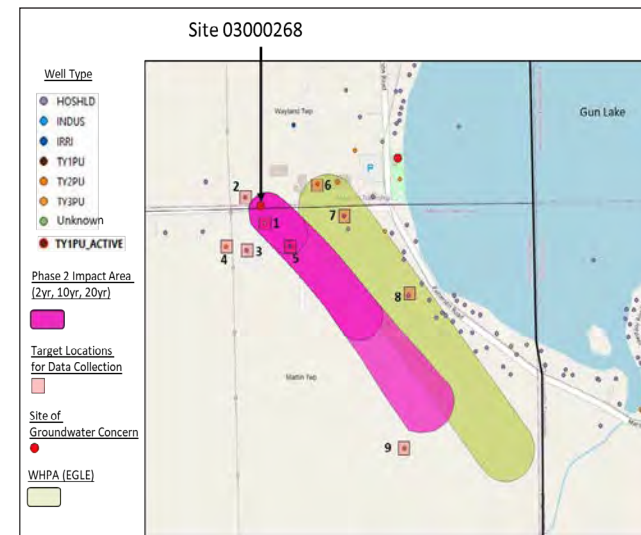 Site 03000268
Well Type
HOSHLD
INDUS
IRRI
TY1PU
TY2PU
TY3PU
Unknown
TY1PU_ACTIVE
Phase 2 Impact Area
(2yr, 10yr, 20yr)
Target Locations
for Data Collection
Site of
Groundwater Concern
WHPA (EGLE)
Wayland Twp
Gun Lake
P
2
6
1
7
4
3
5
8
Martin Twp
9